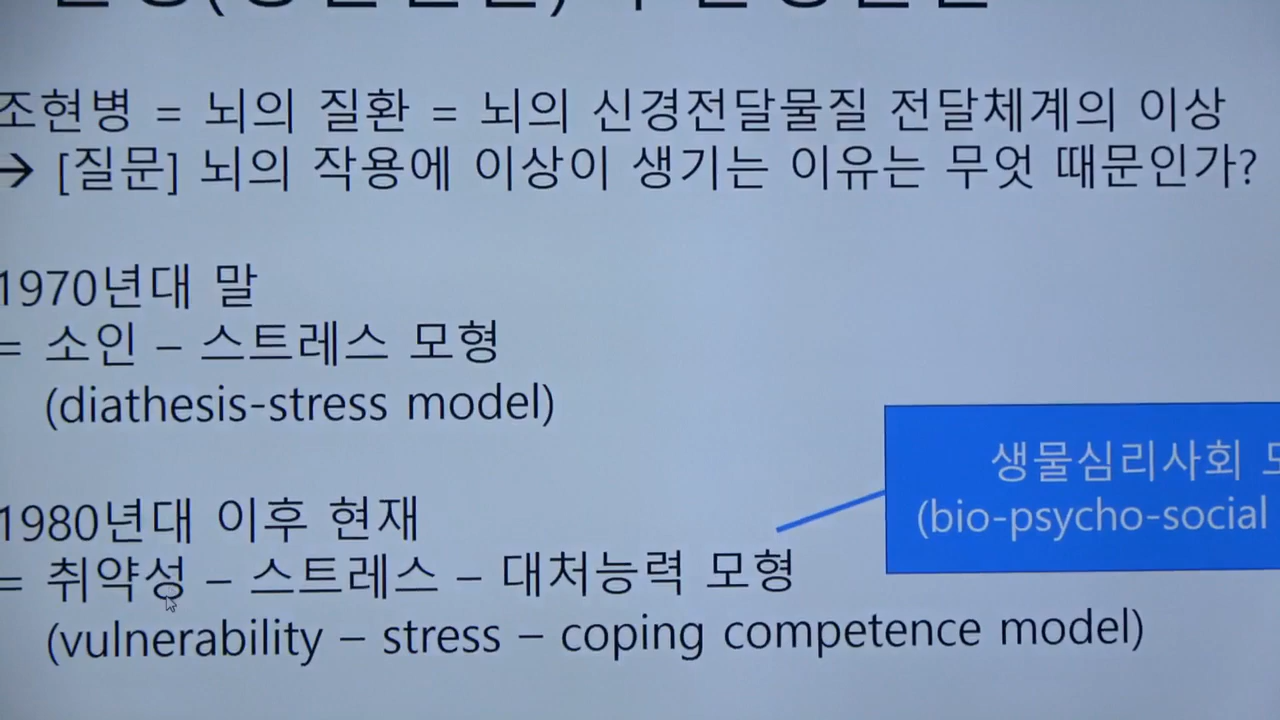 조현병 = 뇌의 질환 = 뇌의 신경전달물질 전달체계의 이상
→ [질문] 뇌의 작용에 이상이 생기는 이유는 무엇 때문인가?
1970년대 말
= 소인 – 스트레스 모형
(diathesis-stress model)
생물심리사회
(bio-psycho-social
1980년대 이후 현재
= 취약성 – 스트레스 – 대처능력 모형
(vulnerability – stress – coping competence model)